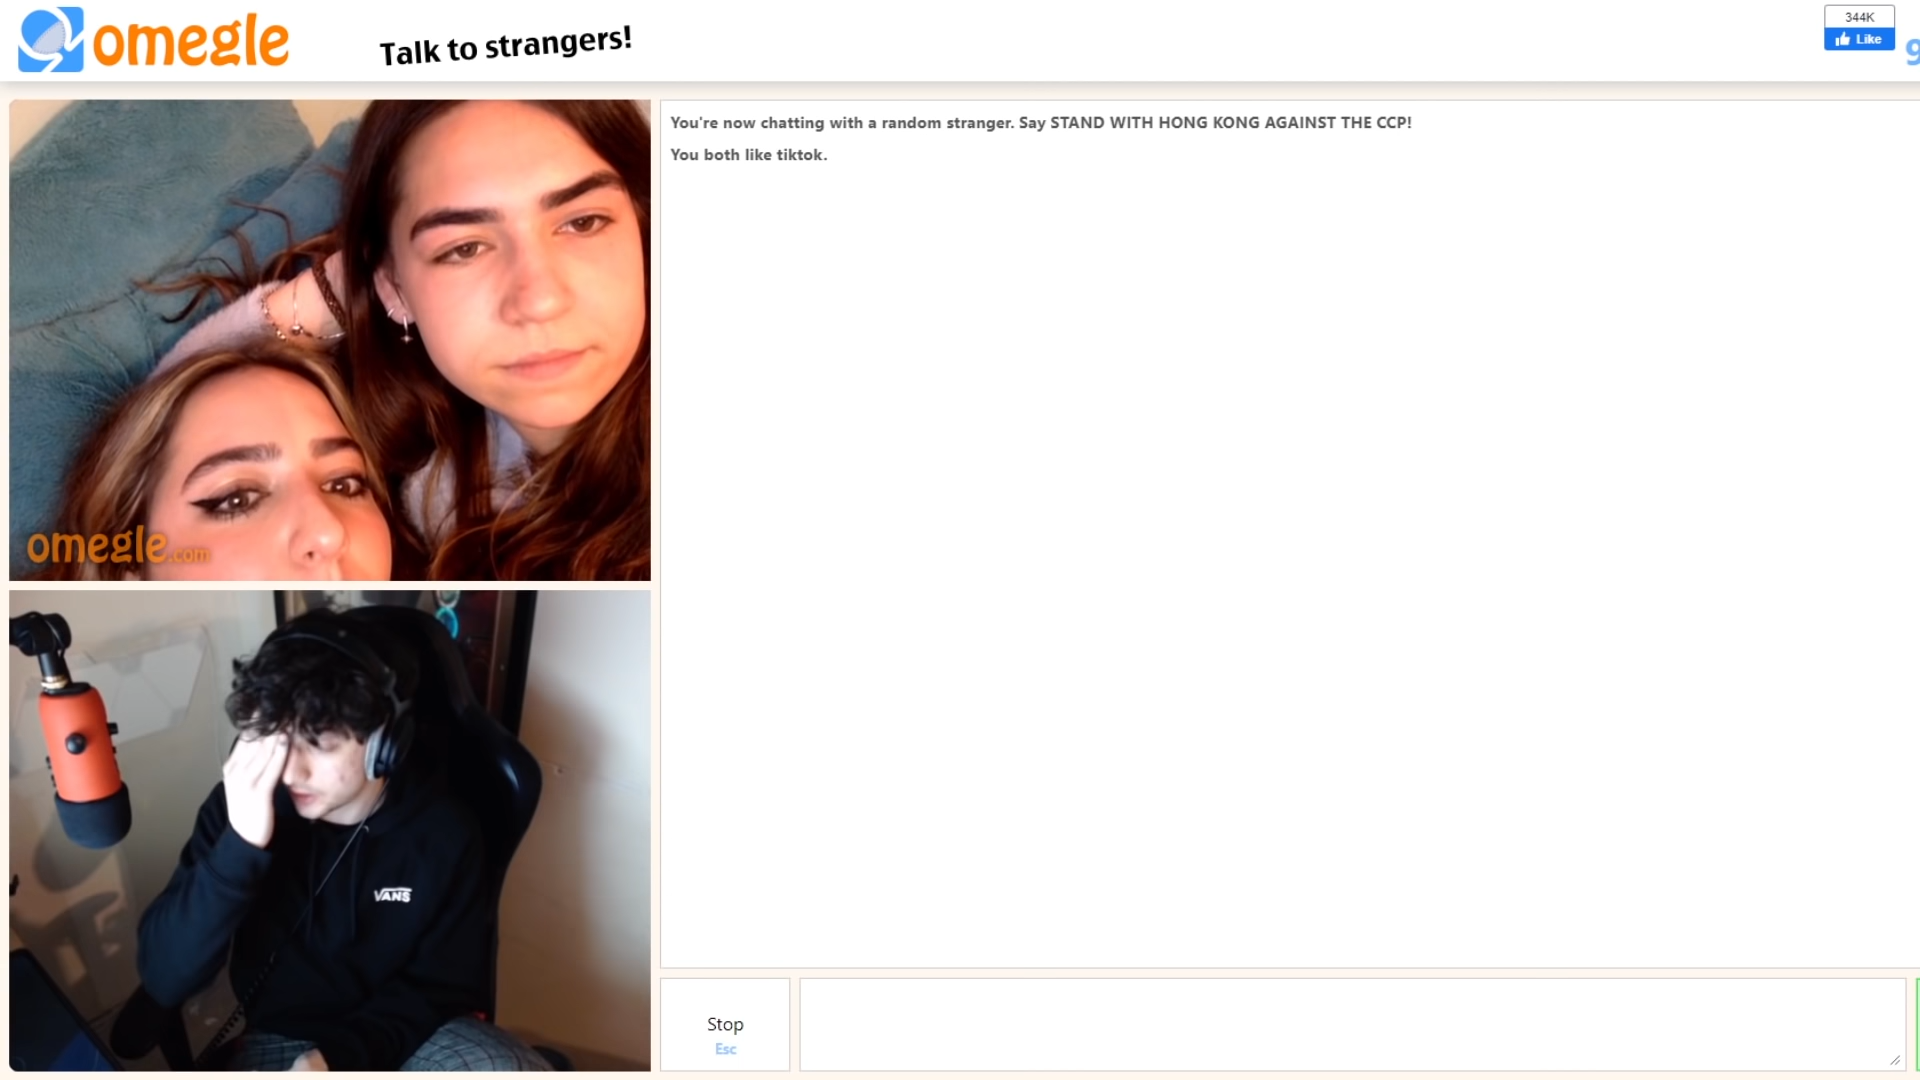 omegle
Talk to strangers!
344K
Like
You're now chatting with a random stranger. Say STAND WITH HONG KONG AGAINST THE CCP!
You both like tiktok.
omegle.com
VANS
Stop
Esc